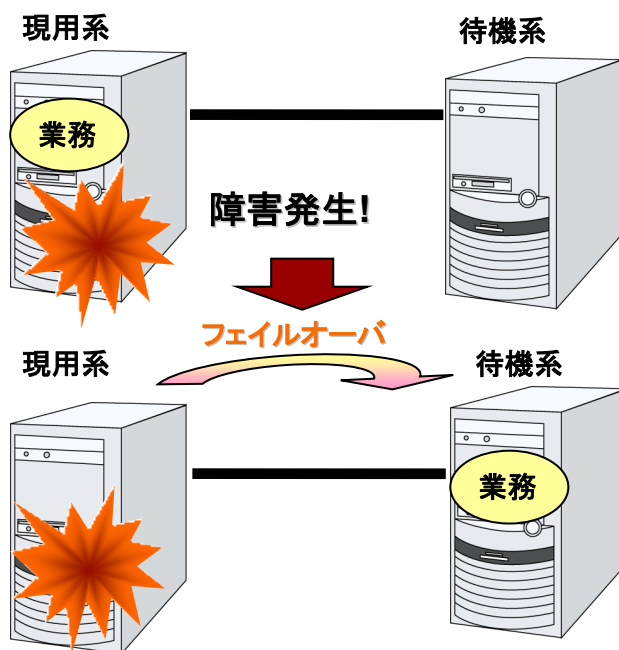 現用系
待機系
業務
障害発生!
フェイルオーバ
現用系
待機系
業務